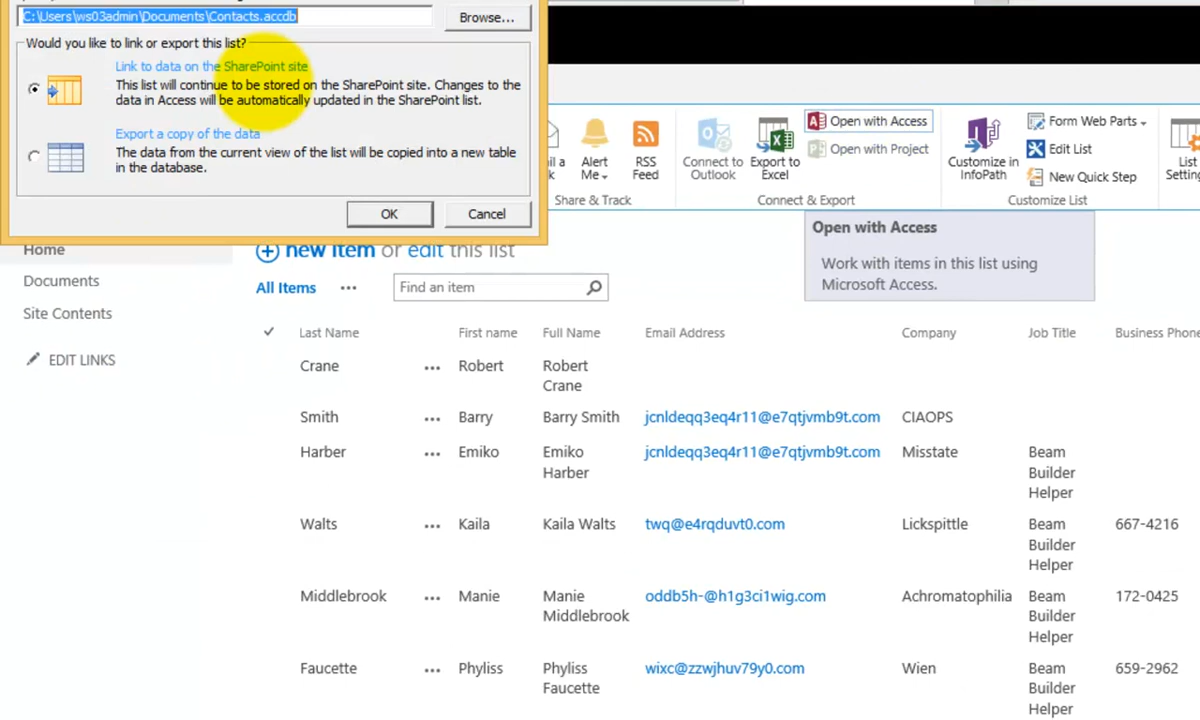 C:\Users\ws03admin\Documents\Contacts.accdb
Browse...
Would you like to link or export this list?
Link to data on the SharePoint site
This list will continue to be stored on the SharePoint site. Changes to the
data in Access will be automatically updated in the SharePoint list.
Export a copy of the data
The data from the current view of the list will be copied into a new table
in the database.
OK Cancel
Alert
Me
RSS
Feed
Share & Track
Connect to
Outlook
Export to
Excel
Open with Access
Open with Project
Connect & Export
Customize in
InfoPath
Form Web Parts
Edit List
New Quick Step
Customize List
List
Open with Access
Work with items in this list using
Microsoft Access.
Home
Documents
Site Contents
EDIT LINKS
new item or edit this list
All Items ••• Find an item
Last Name First name Full Name Email Address Company Job Title Business Phone
Crane ••• Robert Robert
Crane
Smith ••• Barry Barry Smith jcnldeqq3eq4r11@e7qtjvmb9t.com CIAOPS
Harber ••• Emiko Emiko jcnldeqq3eq4r11@e7qtjvmb9t.com Misstate Beam
Harber Builder
Helper
Walts ••• Kaila Kaila Walts twq@e4rqduvt0.com Lickspittle Beam 667-4216
Builder
Helper
Middlebrook ••• Manie Manie oddb5h-@h1g3ci1wig.com Achromatophilia Beam 172-0425
Middlebrook Builder
Helper
Faucette ••• Phyliss Phyliss wixc@zzwjhuv79y0.com Wien Beam 659-2962
Faucette Builder
Helper